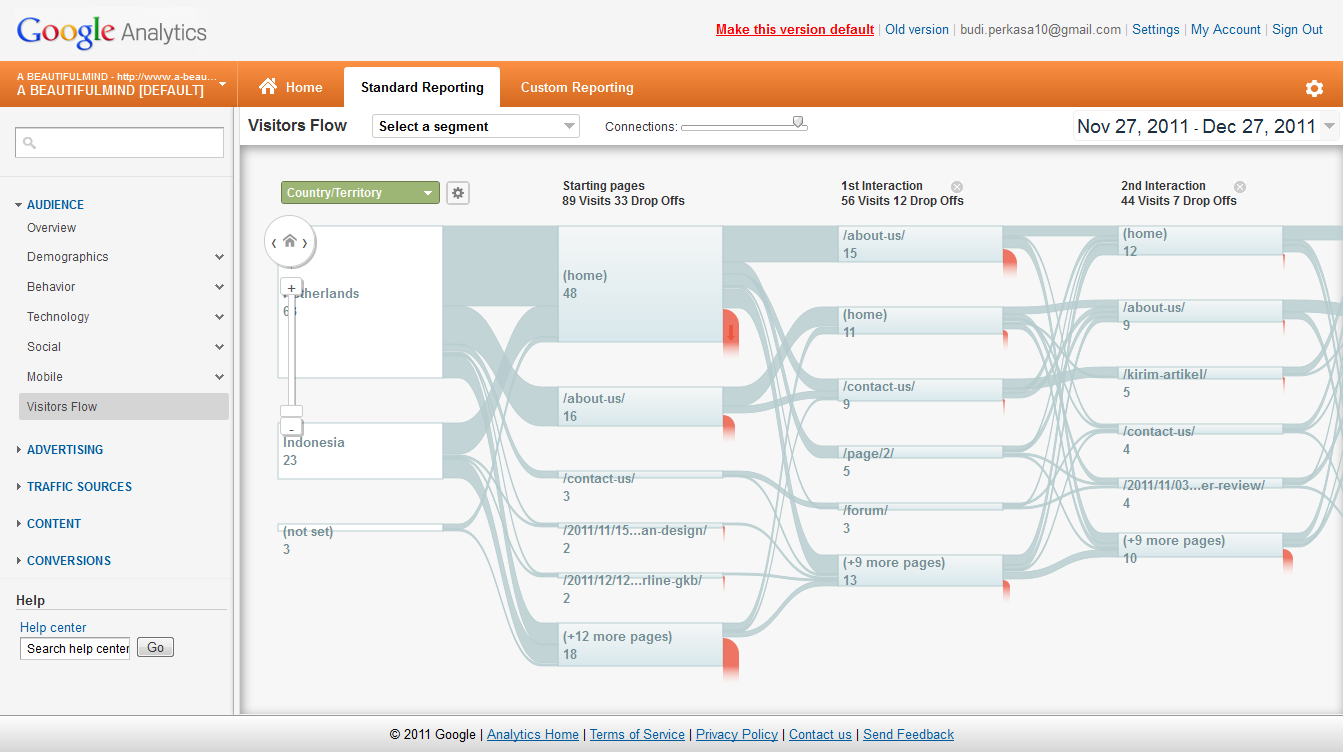 Google Analytics
Make this version default | Old version | budi.perkasa10@gmail.com | Settings | My Account | Sign Out
A BEAUTIFULMIND - http://www.a-beau...
A BEAUTIFULMIND [DEFAULT]
Home
Standard Reporting
Custom Reporting
Visitors Flow
Select a segment
Connections:
Nov 27, 2011 - Dec 27, 2011
AUDIENCE
Overview
Demographics
Behavior
Technology
Social
Mobile
Visitors Flow
ADVERTISING
TRAFFIC SOURCES
CONTENT
CONVERSIONS
Help
Help center
Search help center
Go
Country/Territory
+
-
Indonesia
23
(not set)
3
Starting pages
89 Visits 33 Drop Offs
(home)
48
/about-us/
16
/contact-us/
3
/2011/11/15...an-design/
2
/2011/12/12...rline-gkb/
2
(+12 more pages)
18
1st Interaction
56 Visits 12 Drop Offs
/about-us/
15
(home)
11
/contact-us/
9
/page/2/
5
/forum/
3
(+9 more pages)
13
2nd Interaction
44 Visits 7 Drop Offs
(home)
12
/about-us/
9
/kirim-artikel/
5
/contact-us/
4
/2011/11/03...er-review/
4
(+9 more pages)
10
© 2011 Google | Analytics Home | Terms of Service | Privacy Policy | Contact us | Send Feedback